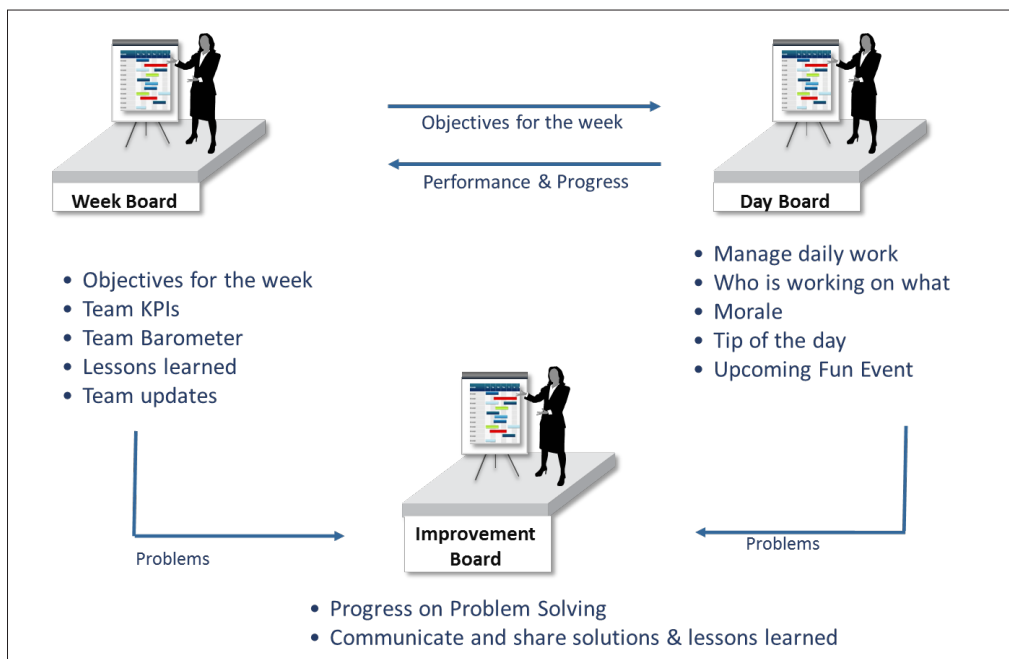 Objectives for the week
Performance & Progress
Week Board
Day Board
• Objectives for the week
• Team KPIs
• Team Barometer
• Lessons learned
• Team updates
• Manage daily work
• Who is working on what
• Morale
• Tip of the day
• Upcoming Fun Event
Problems
Improvement
Board
Problems
• Progress on Problem Solving
• Communicate and share solutions & lessons learned